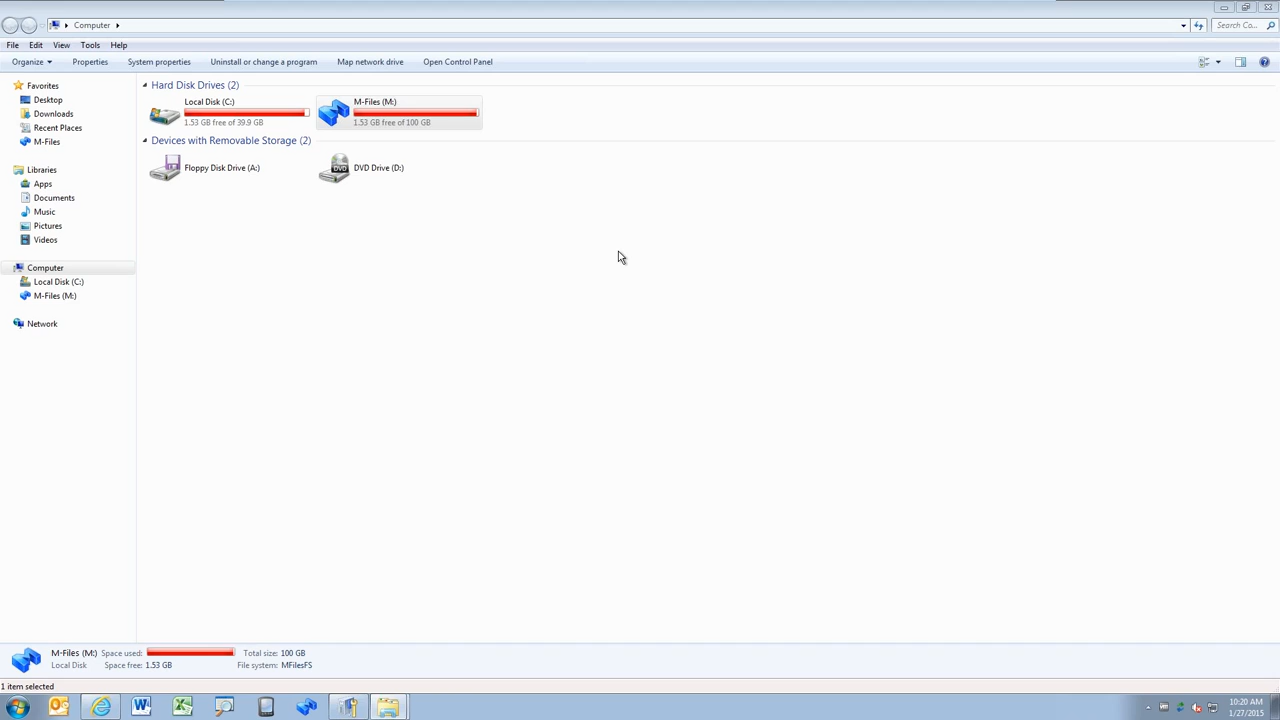 Computer
Search Co...
File Edit View Tools Help
Organize Properties System properties Uninstall or change a program Map network drive Open Control Panel
Favorites
Desktop
Downloads
Recent Places
M-Files
Libraries
Apps
Documents
Music
Pictures
Videos
Computer
Local Disk (C:)
M-Files (M:)
Network
Hard Disk Drives (2)
Local Disk (C:)
1.53 GB free of 39.9 GB
M-Files (M:)
1.53 GB free of 100 GB
Devices with Removable Storage (2)
Floppy Disk Drive (A:)
DVD
DVD Drive (D:)
M-Files (M:) Space used: Total size: 100 GB
Local Disk Space free: 1.53 GB File system: MFilesFS
1 item selected
10:20 AM
1/27/2015